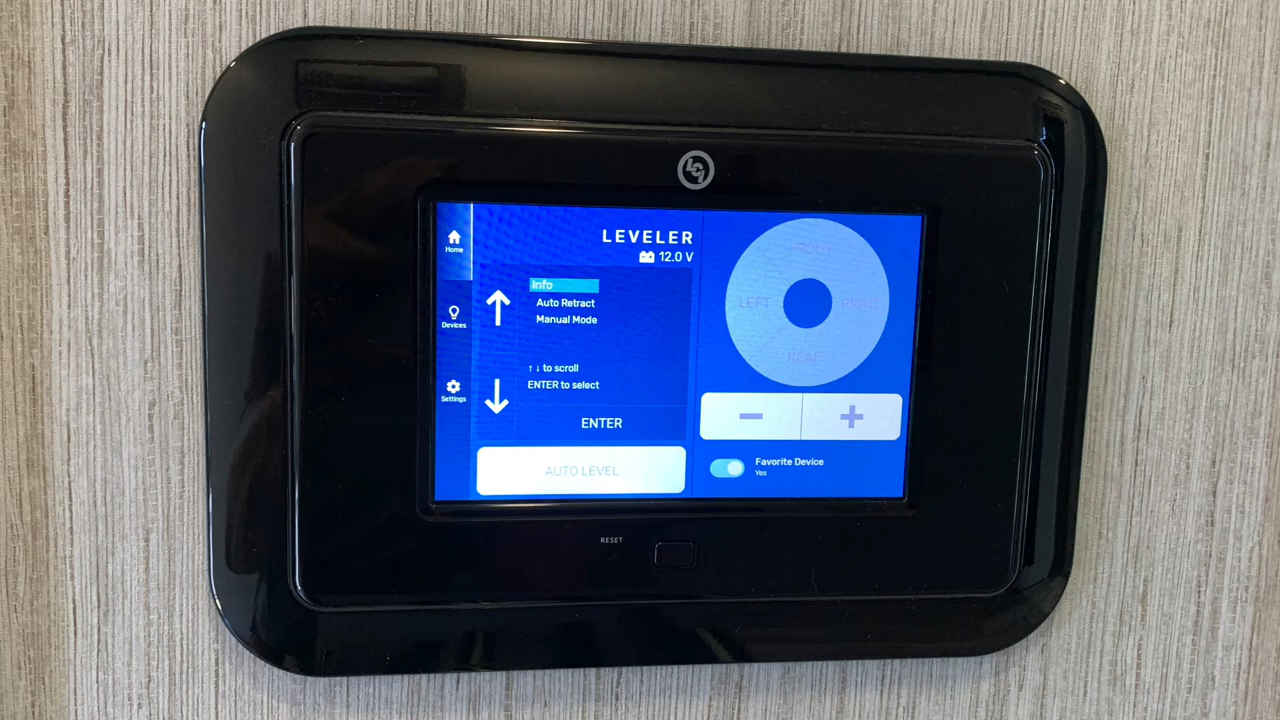 LCI
Home
Devices
Settings
LEVELER
12.0 V
Info
Auto Retract
Manual Mode
↑ ↓ to scroll
ENTER to select
ENTER
AUTO LEVEL
FRONT
LEFT
RIGHT
REAR
Favorite Device
Yes
RESET